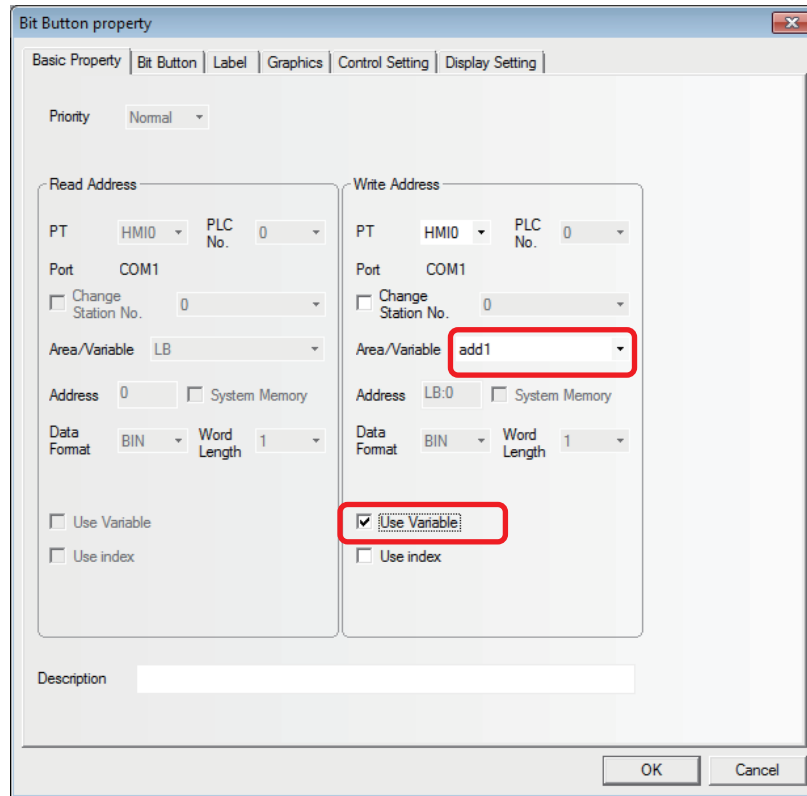 Bit Button property
Basic Property Bit Button Label Graphics Control Setting Display Setting
Priority Normal
Read Address
PT HMI0 PLC No. 0
Port COM1
Change Station No. 0
Area/Variable LB
Address 0 System Memory
Data Format BIN Word Length 1
Use Variable
Use index
Write Address
PT HMI0 PLC No. 0
Port COM1
Change Station No. 0
Area/Variable add1
Address LB:0 System Memory
Data Format BIN Word Length 1
Use Variable
Use index
Description
OK Cancel